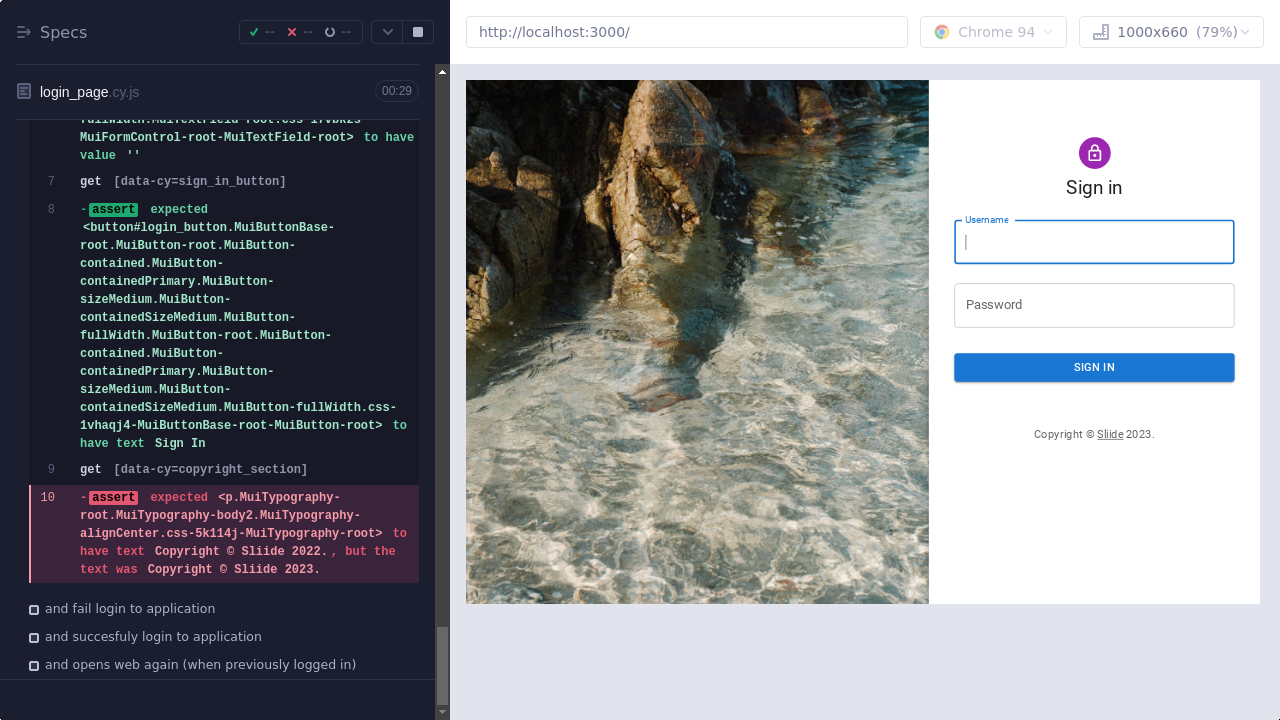 Specs
--
--
--
login_page.cy.js
00:29
MuiFormControl-root-MuiTextField-root> to have
value ''
7 get [data-cy=sign_in_button]
8 -assert expected
<button#login_button.MuiButtonBase-
root.MuiButton-root.MuiButton-
contained.MuiButton-
containedPrimary.MuiButton-
sizeMedium.MuiButton-
containedSizeMedium.MuiButton-
fullWidth.MuiButton-root.MuiButton-
contained.MuiButton-
containedPrimary.MuiButton-
sizeMedium.MuiButton-
containedSizeMedium.MuiButton-fullWidth.css-
1vhaqj4-MuiButtonBase-root-MuiButton-root> to
have text Sign In
9 get [data-cy=copyright_section]
10 -assert expected <p.MuiTypography-
root.MuiTypography-body2.MuiTypography-
alignCenter.css-5k114j-MuiTypography-root> to
have text Copyright © Sliide 2022. , but the
text was Copyright © Sliide 2023.
and fail login to application
and succesfuly login to application
and opens web again (when previously logged in)
http://localhost:3000/
Chrome 94
1000x660 (79%)
Sign in
Username
Password
SIGN IN
Copyright © Sliide 2023.